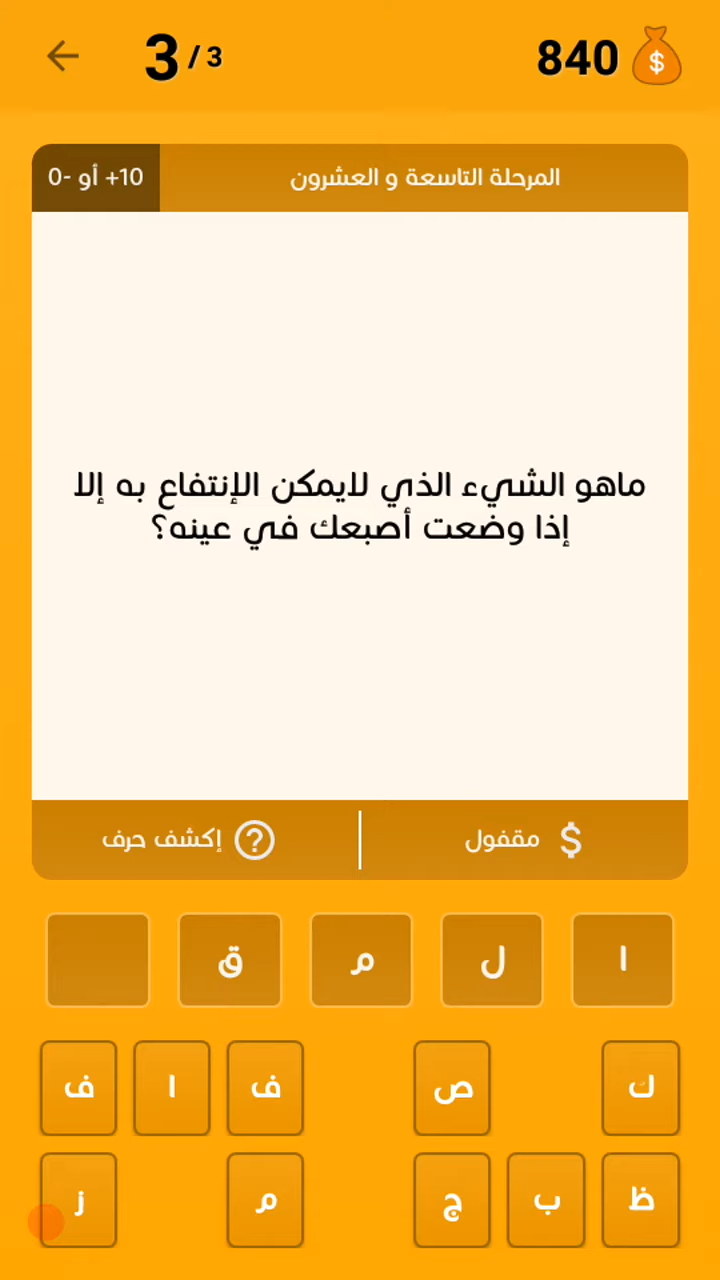 3 / 3
840
المرحلة التاسعة و العشرون
10+ أو -0
ماهو الشيء الذي لايمكن الإنتفاع به إلا
إذا وضعت أصبعك في عينه؟
$ مقفول
? إكشف حرف
ا ل م ق
ك ص ف ا ف
ظ ب ج م ز